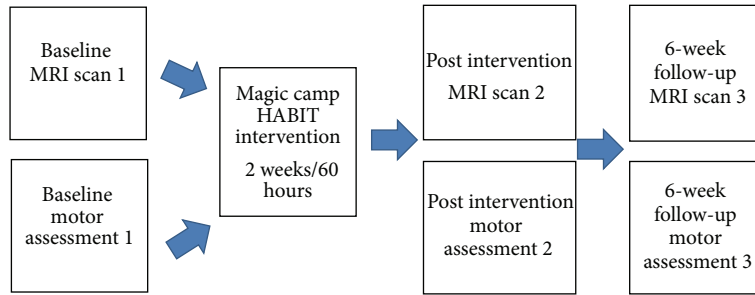 Baseline
MRI scan 1
Baseline
motor
assessment 1
Magic camp
HABIT
intervention
2 weeks/60
hours
Post intervention
MRI scan 2
Post intervention
motor
assessment 2
6-week
follow-up
MRI scan 3
6-week
follow-up
motor
assessment 3